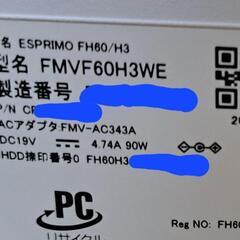 名 ESPRIMO FH60/H3
型名 FMVF60H3WE
製造番号
P/N
ACアダプタ:FMV-AC343A
DC19V 4.74A 90W
HDD捺印番号0 FH60H3
PC
リサイクル
Reg NO: FH60